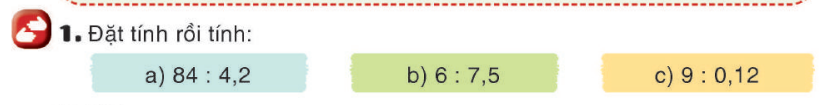 1. Đặt tính rồi tính:
a) 84 : 4,2 b) 6 : 7,5 c) 9 : 0,12